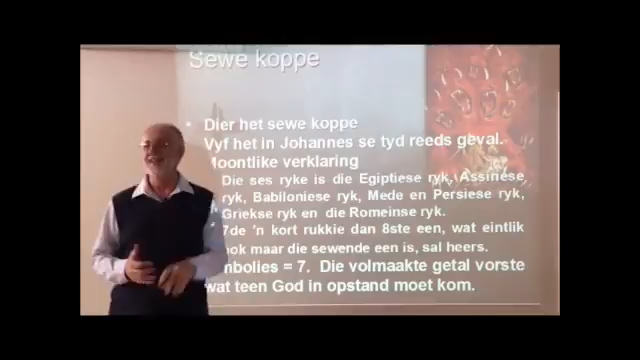 Sewe koppe
Dier het sewe koppe
Vyf het in Johannes se tyd reeds geval.
Moontlike verklaring
Die ses ryke is die Egiptiese ryk, Assiriese
ryk, Babiloniese ryk, Mede en Persiese ryk,
Griekse ryk en die Romeinse ryk.
7de 'n kort rukkie dan 8ste een, wat eintlik
ook maar die sewende een is, sal heers.
mbolies = 7. Die volmaakte getal vorste
wat teen God in opstand moet kom.